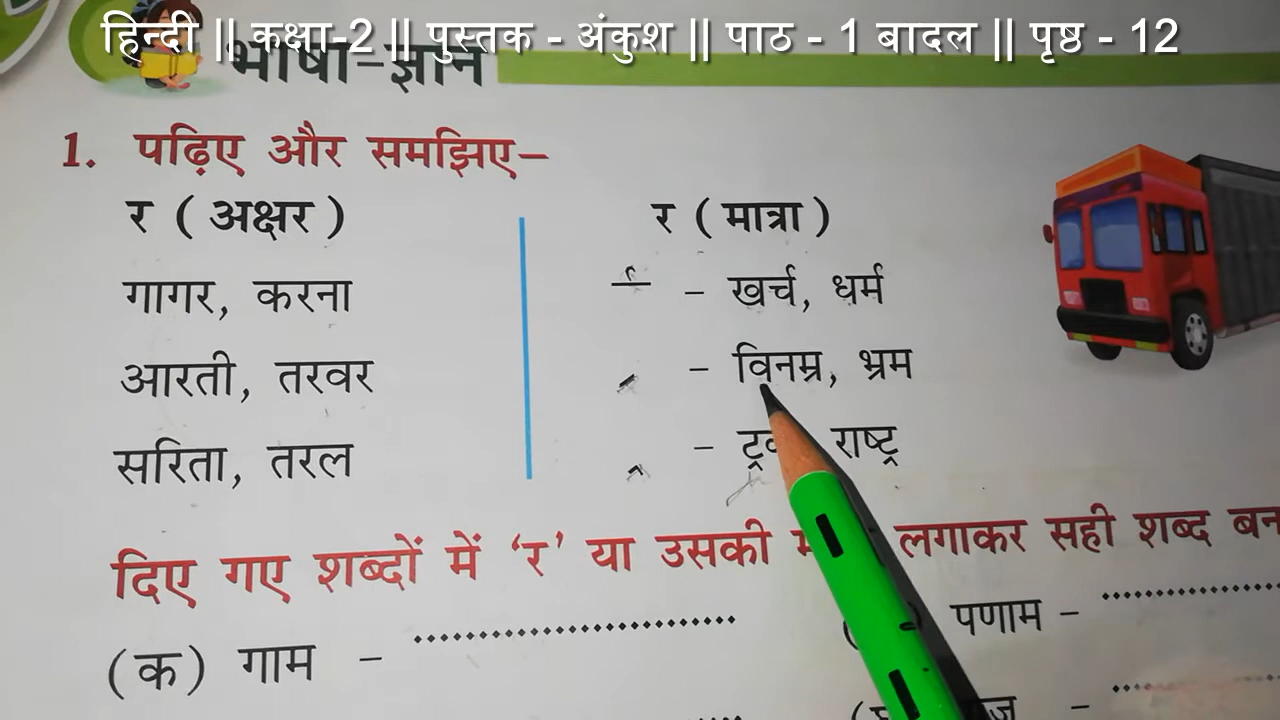 हिन्दी || कक्षा-2 || पुस्तक - अंकुश || पाठ - 1 बादल || पृष्ठ - 12
भाषा-ज्ञान
1. पढ़िए और समझिए-
र (अक्षर)
गागर, करना
आरती, तरवर
सरिता, तरल
र (मात्रा)
- खर्च, धर्म
- विनम्र, भ्रम
- राष्ट्र
दिए गए शब्दों में ‘र’ या उसकी लगाकर सही शब्द
(क) गाम -
पणाम -